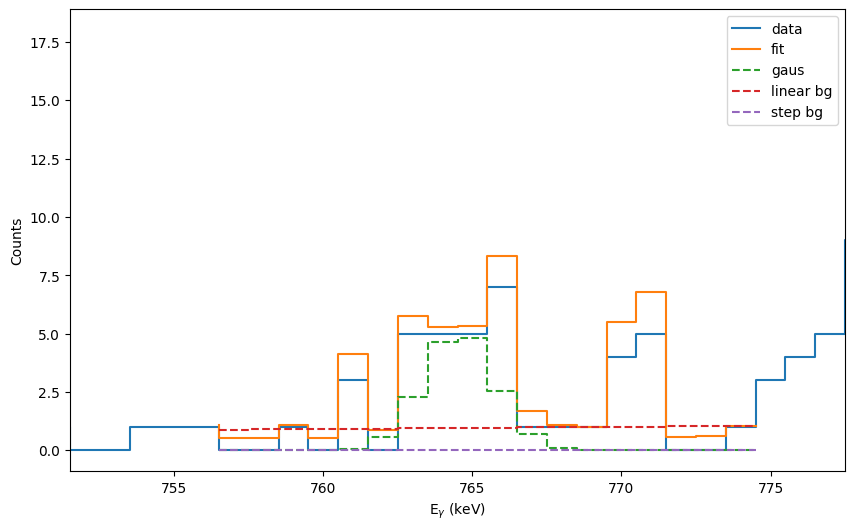 17.5
15.0
12.5
10.0
7.5
5.0
2.5
0.0
Counts
755 760 765 770 775
Eγ (keV)
data
fit
gaus
linear bg
step bg